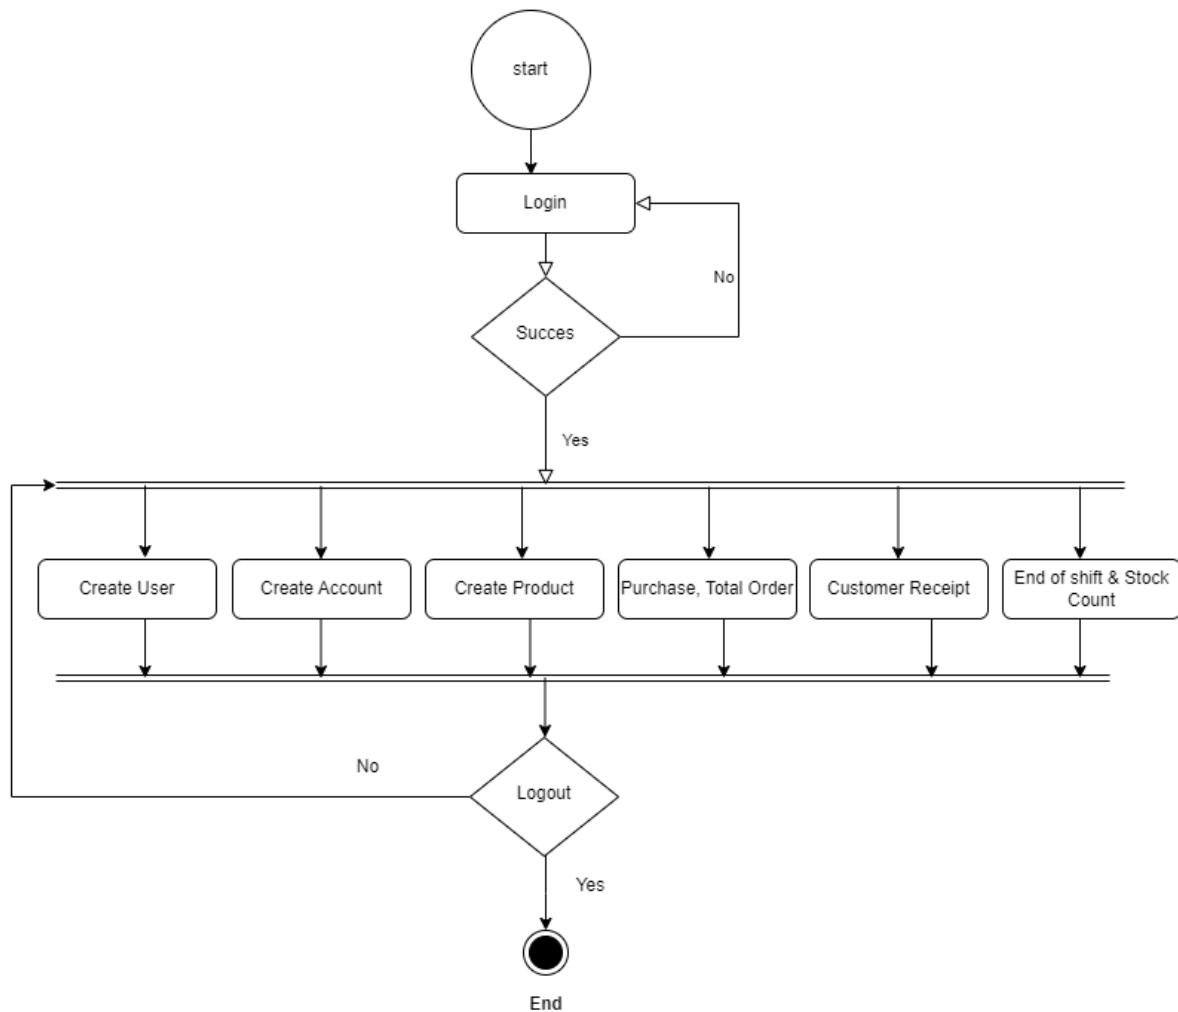 start
Login
No
Succes
Yes
Create User
Create Account
Create Product
Purchase, Total Order
Customer Receipt
End of shift & Stock
Count
No
Logout
Yes
End